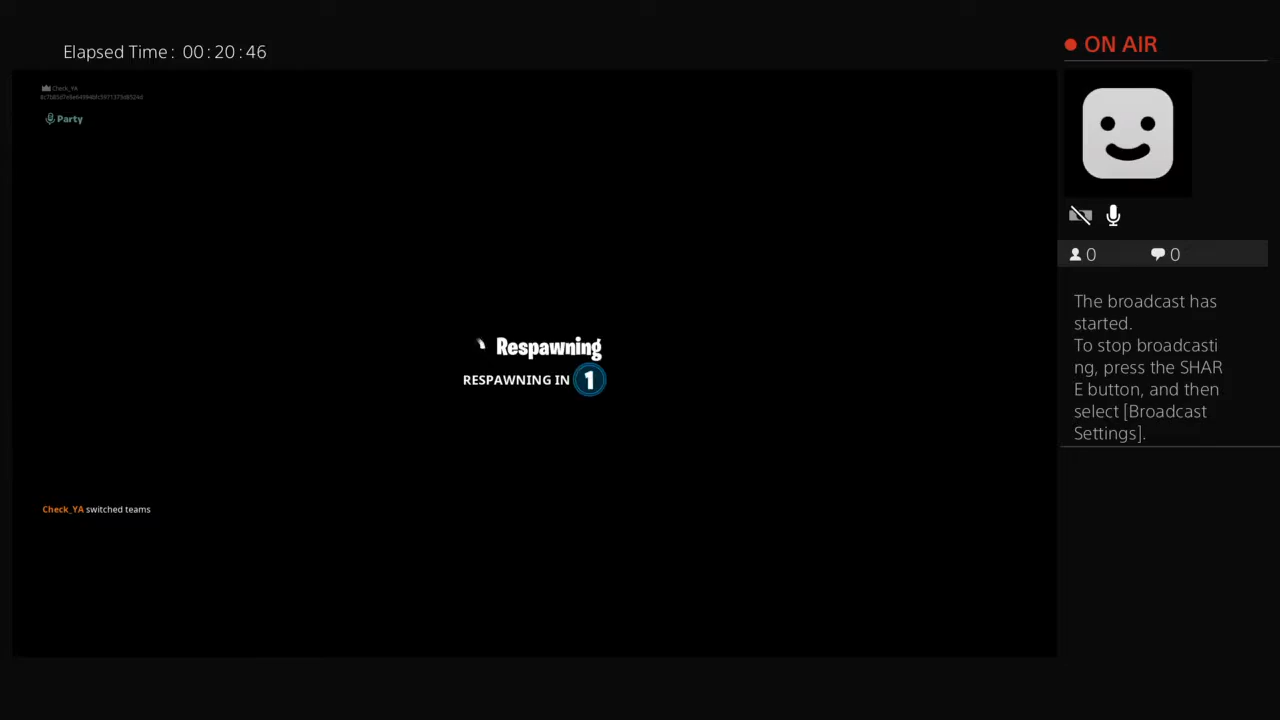 Elapsed Time: 00:20:46
ON AIR
Check_YA
Party
0
0
The broadcast has
started.
To stop broadcasti
ng, press the SHAR
E button, and then
select [Broadcast
Settings].
Respawning
RESPAWNING IN 1
Check_YA switched teams